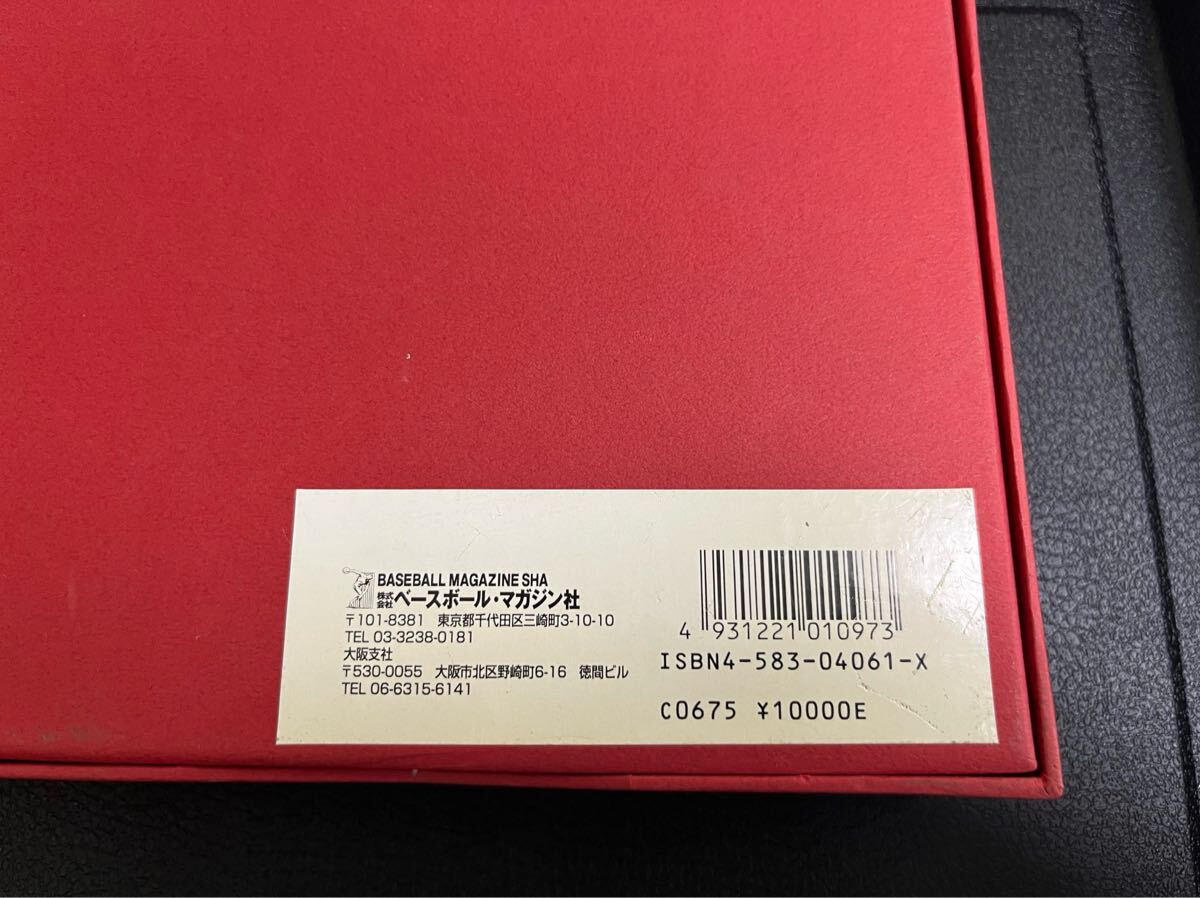 BASEBALL MAGAZINE SHA
株式会社 ベースボール・マガジン社
〒101-8381 東京都千代田区三崎町3-10-10
TEL 03-3238-0181
大阪支社
〒530-0055 大阪市北区野崎町6-16 徳間ビル
TEL 06-6315-6141
4 931221 010973
ISBN4-583-04061-X
C0675 ¥10000E